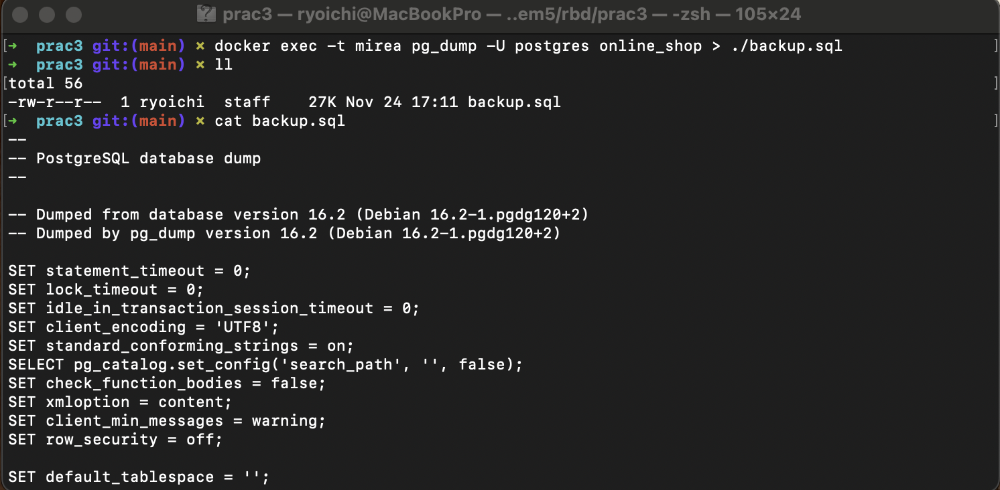 prac3 — ryoichi@MacBookPro — ..em5/rbd/prac3 — -zsh — 105×24
[➜  prac3 git:(main) ✗ docker exec -t mirea pg_dump -U postgres online_shop > ./backup.sql ]
➜  prac3 git:(main) ✗ ll
[total 56 ]
-rw-r--r--  1 ryoichi  staff    27K Nov 24 17:11 backup.sql
[➜  prac3 git:(main) ✗ cat backup.sql ]
--
-- PostgreSQL database dump
--
-- Dumped from database version 16.2 (Debian 16.2-1.pgdg120+2)
-- Dumped by pg_dump version 16.2 (Debian 16.2-1.pgdg120+2)
SET statement_timeout = 0;
SET lock_timeout = 0;
SET idle_in_transaction_session_timeout = 0;
SET client_encoding = 'UTF8';
SET standard_conforming_strings = on;
SELECT pg_catalog.set_config('search_path', '', false);
SET check_function_bodies = false;
SET xmloption = content;
SET client_min_messages = warning;
SET row_security = off;
SET default_tablespace = '';